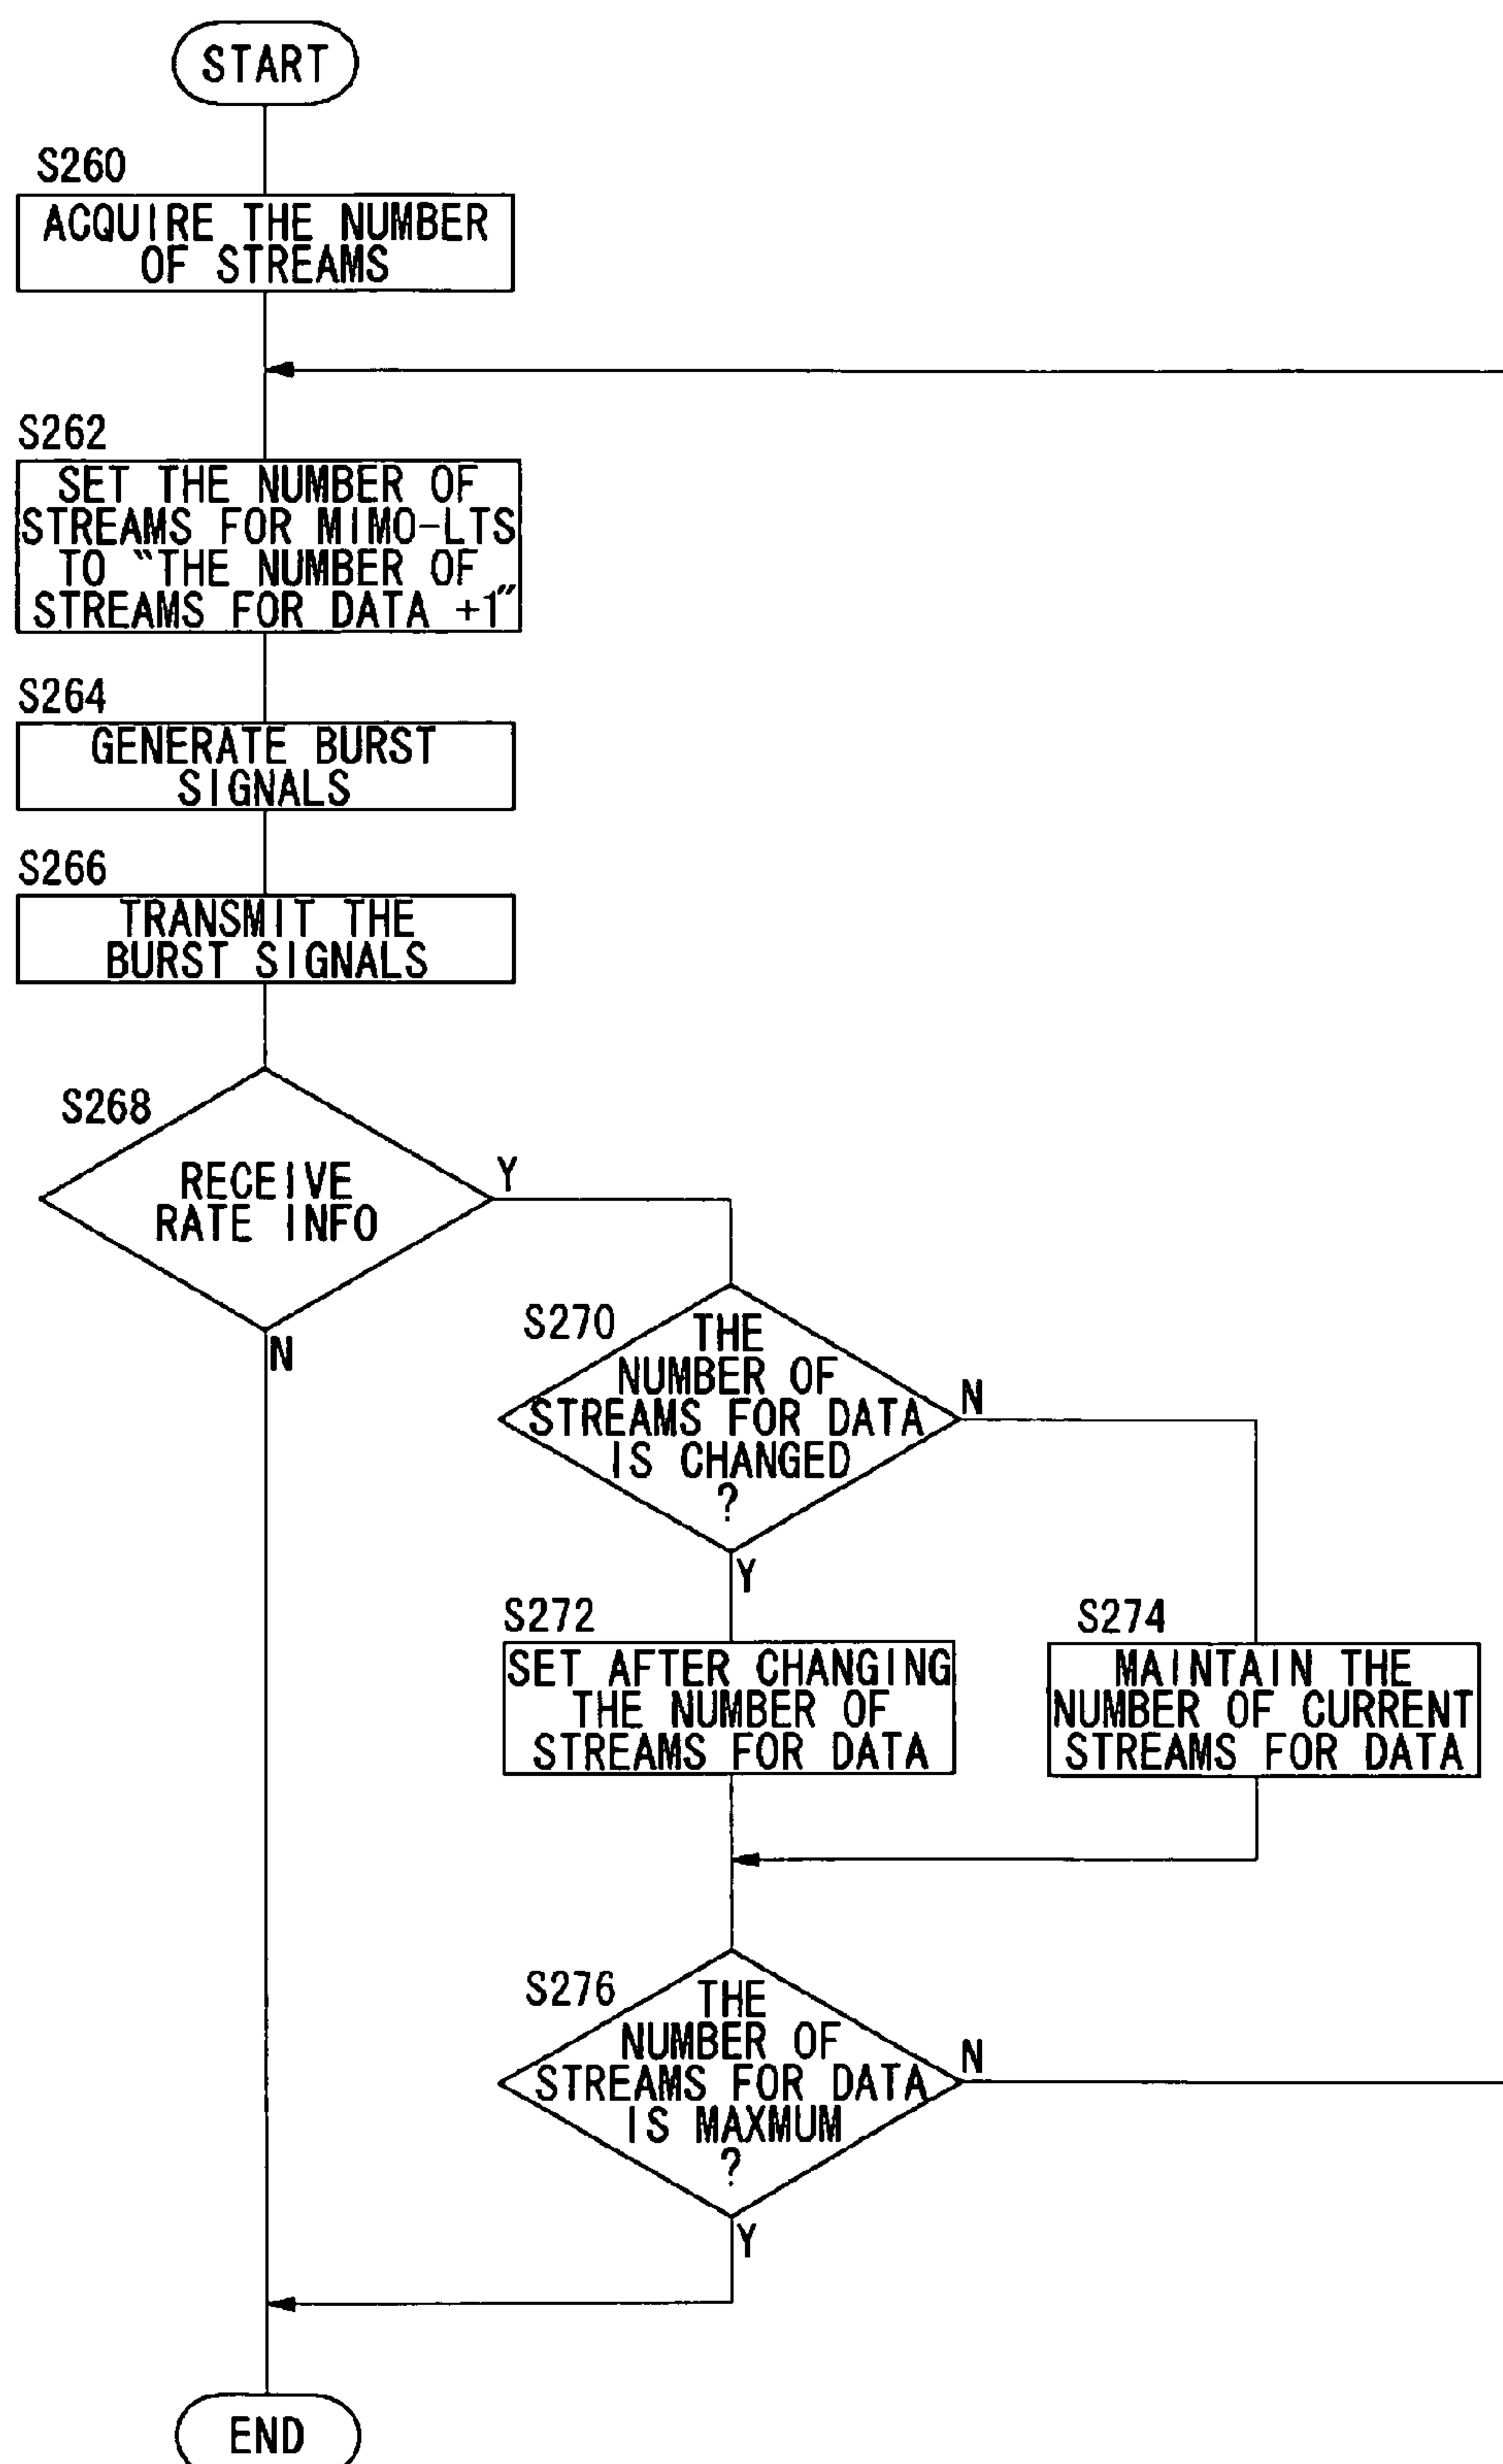 START
S260
ACQUIRE THE NUMBER
OF STREAMS
S262
SET THE NUMBER OF
STREAMS FOR MIMO-LTS
TO "THE NUMBER OF
STREAMS FOR DATA +1"
S264
GENERATE BURST
SIGNALS
S266
TRANSMIT THE
BURST SIGNALS
S268
RECEIVE
RATE INFO
Y
N
S270
THE
NUMBER OF
STREAMS FOR DATA
IS CHANGED
?
N
Y
S272
SET AFTER CHANGING
THE NUMBER OF
STREAMS FOR DATA
S274
MAINTAIN THE
NUMBER OF CURRENT
STREAMS FOR DATA
S276
THE
NUMBER OF
STREAMS FOR DATA
IS MAXMUM
?
N
Y
END